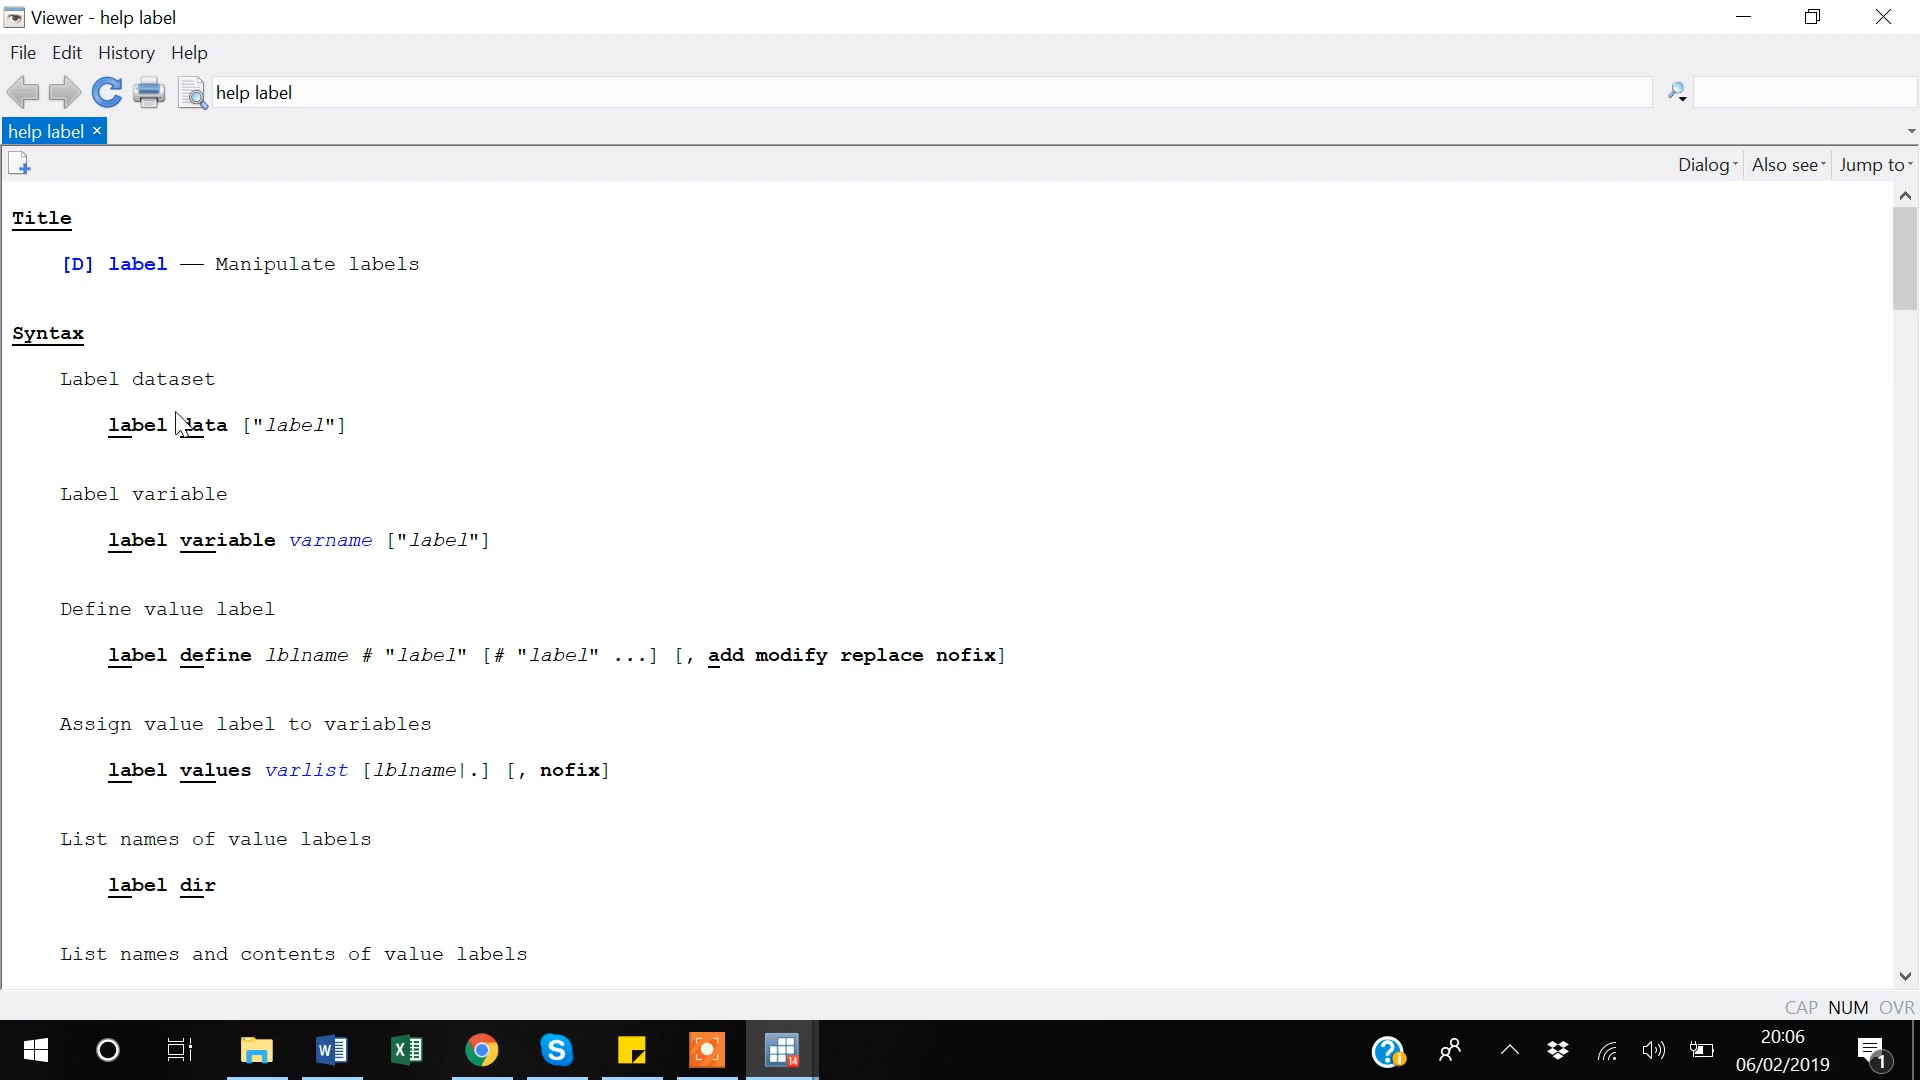 Viewer - help label
File Edit History Help
help label
help label ×
Dialog Also see Jump to
Title
[D] label — Manipulate labels
Syntax
Label dataset
label data ["label"]
Label variable
label variable varname ["label"]
Define value label
label define lblname # "label" [# "label" ...] [, add modify replace nofix]
Assign value label to variables
label values varlist [lblname|.] [, nofix]
List names of value labels
label dir
List names and contents of value labels
CAP NUM OVR
14
20:06
06/02/2019
1